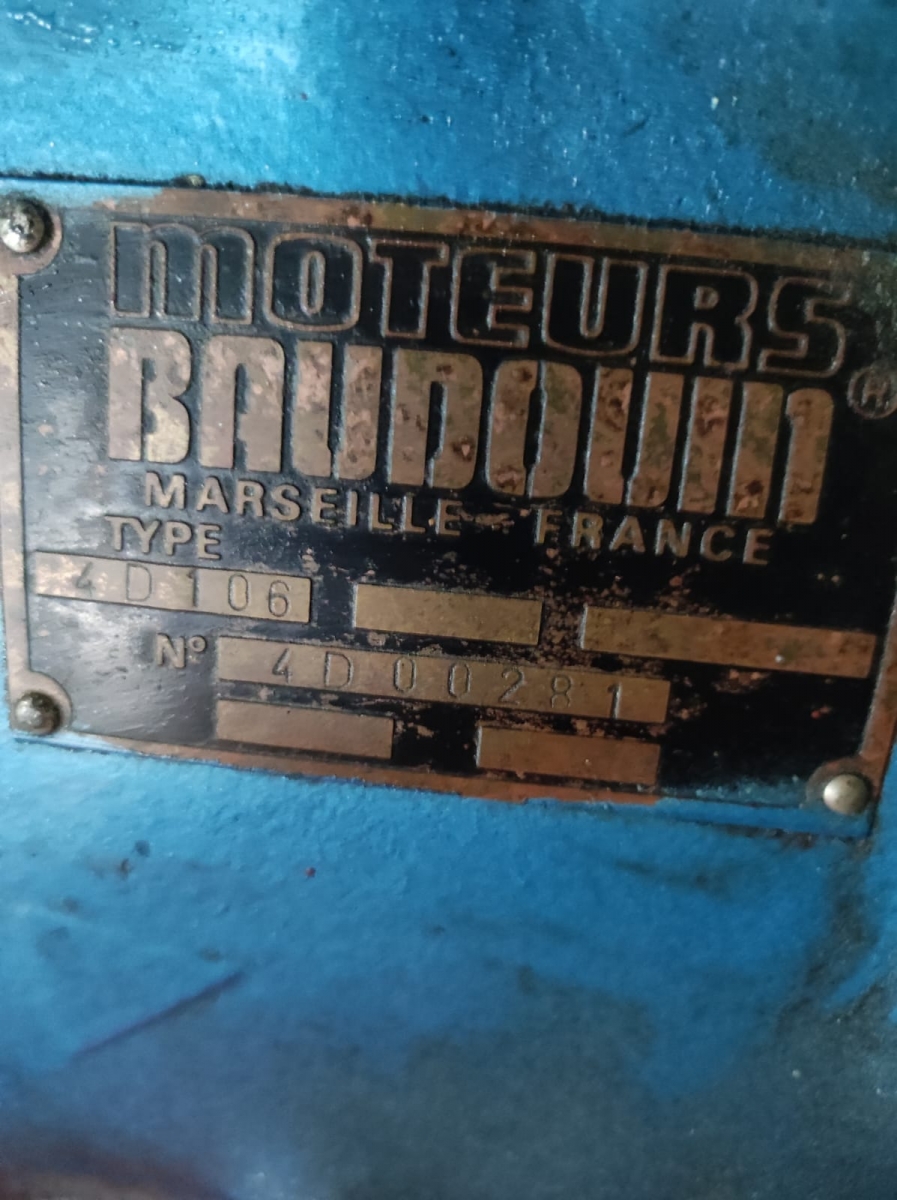 MOTEURS
BAUDOUIN ®
MARSEILLE - FRANCE
TYPE
4D106
N° 4D00281